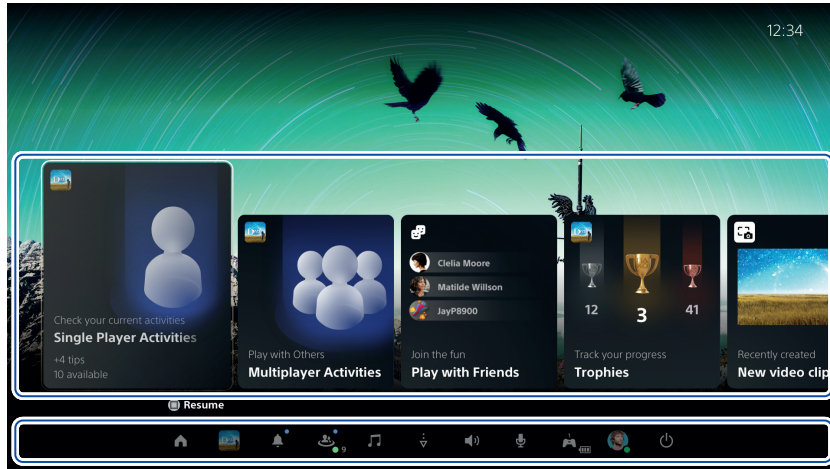 12:34
Check your current activities
Single Player Activities
+4 tips
10 available
Play with Others
Multiplayer Activities
Clelia Moore
Matilde Willson
JayP8900
Join the fun
Play with Friends
12
3
41
Track your progress
Trophies
Recently created
New video clip
Resume
9